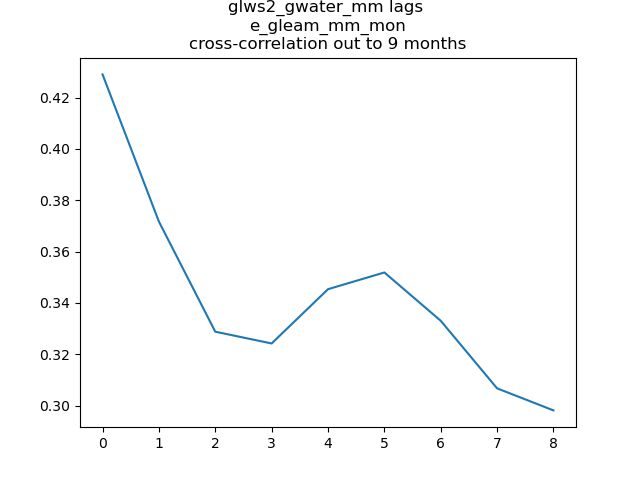 glws2_gwater_mm lags
e_gleam_mm_mon
cross-correlation out to 9 months
0.42
0.40
0.38
0.36
0.34
0.32
0.30
0 1 2 3 4 5 6 7 8